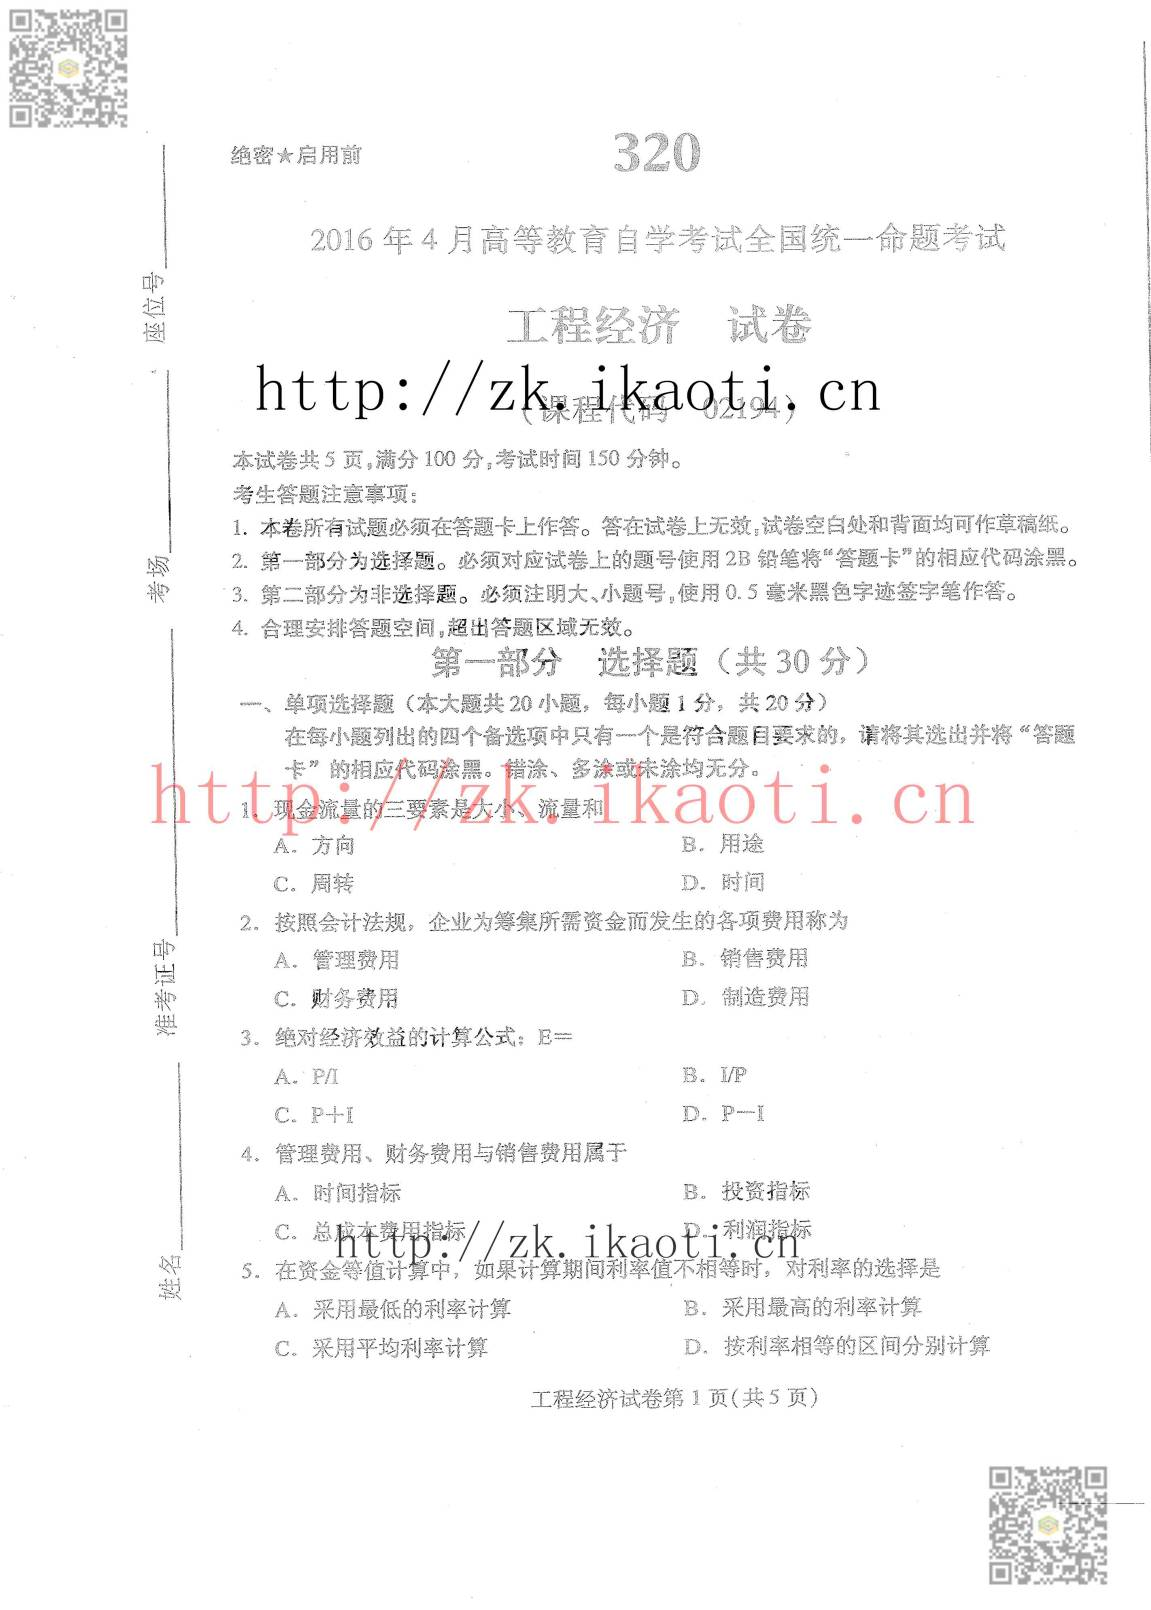 绝密★启用前
320
2016 年 4 月高等教育自学考试全国统一命题考试
工程经济 试卷
http://zk.ikaoti.cn
(课程代码 02194)
本试卷共 5 页,满分 100 分,考试时间 150 分钟。
考生答题注意事项:
1. 本卷所有试题必须在答题卡上作答。答在试卷上无效,试卷空白处和背面均可作草稿纸。
2. 第一部分为选择题。必须对应试卷上的题号使用 2B 铅笔将“答题卡”的相应代码涂黑。
3. 第二部分为非选择题。必须注明大、小题号,使用 0.5 毫米黑色字迹签字笔作答。
4. 合理安排答题空间,超出答题区域无效。
第一部分 选择题(共 30 分)
一、单项选择题(本大题共 20 小题,每小题 1 分,共 20 分)
在每小题列出的四个备选项中只有一个是符合题目要求的,请将其选出并将“答题
卡”的相应代码涂黑。错涂、多涂或未涂均无分。
http://zk.ikaoti.cn
1. 现金流量的三要素是大小、流量和
A. 方向
B. 用途
C. 周转
D. 时间
2. 按照会计法规,企业为筹集所需资金而发生的各项费用称为
A. 管理费用
B. 销售费用
C. 财务费用
D. 制造费用
3. 绝对经济效益的计算公式:E=
A. P/I
B. I/P
C. P+I
D. P-I
4. 管理费用、财务费用与销售费用属于
A. 时间指标
B. 投资指标
C. 总成本费用指标
D. 利润指标
http://zk.ikaoti.cn
5. 在资金等值计算中,如果计算期间利率值不相等时,对利率的选择是
A. 采用最低的利率计算
B. 采用最高的利率计算
C. 采用平均利率计算
D. 按利率相等的区间分别计算
工程经济试卷第 1 页(共 5 页)
座位号
考场
准考证号
姓名